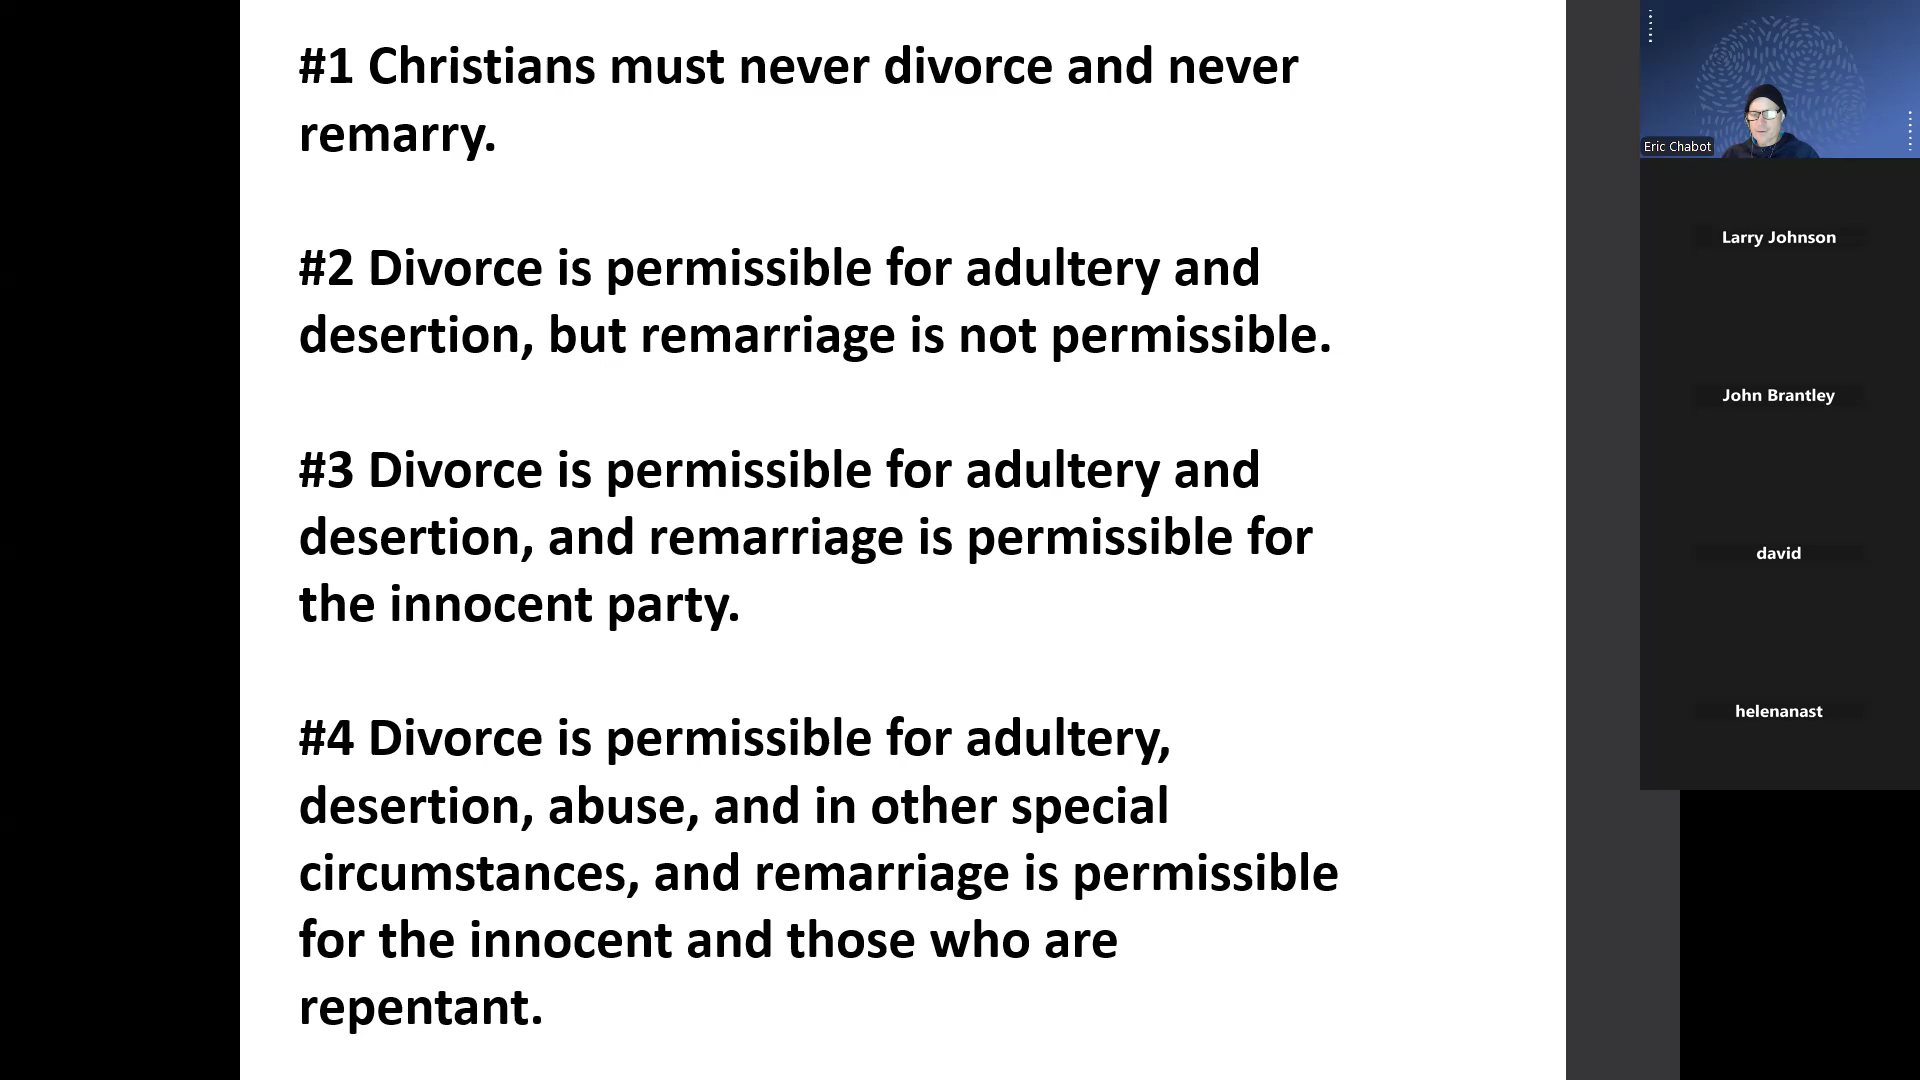 #1 Christians must never divorce and never
remarry.
#2 Divorce is permissible for adultery and
desertion, but remarriage is not permissible.
#3 Divorce is permissible for adultery and
desertion, and remarriage is permissible for
the innocent party.
#4 Divorce is permissible for adultery,
desertion, abuse, and in other special
circumstances, and remarriage is permissible
for the innocent and those who are
repentant.
Eric Chabot
Larry Johnson
John Brantley
david
helenanast